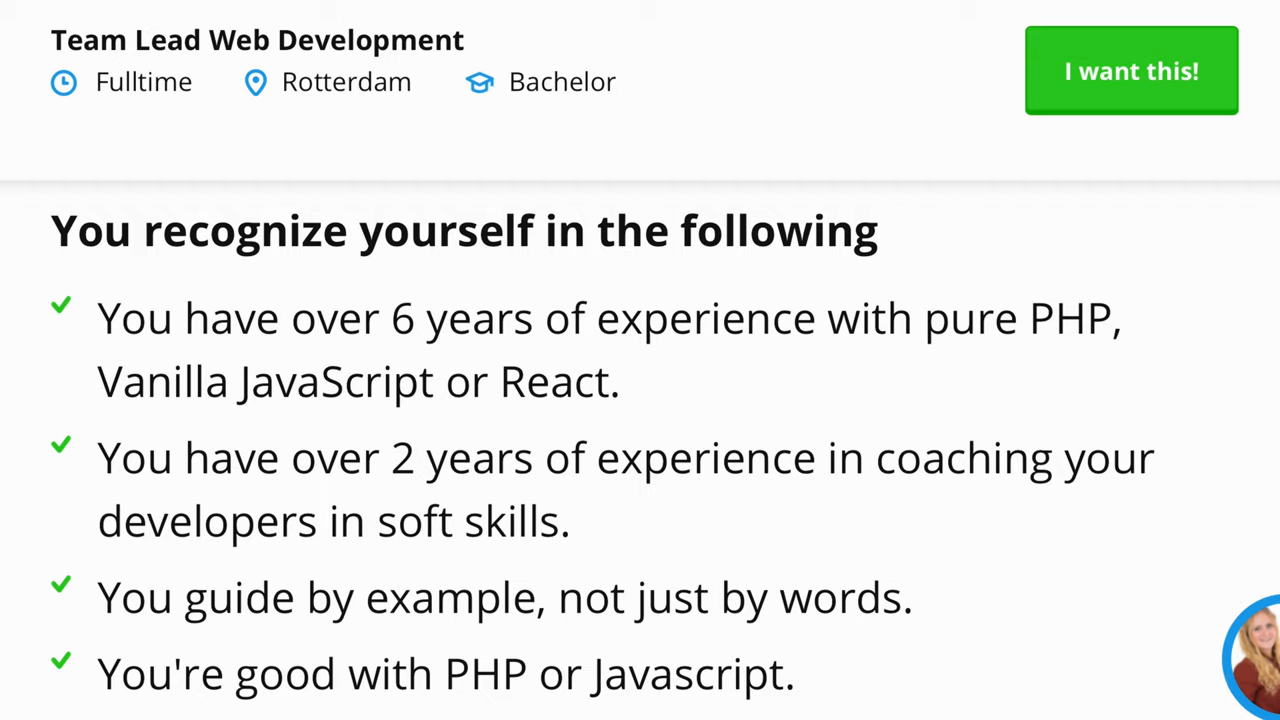 Team Lead Web Development
Fulltime Rotterdam Bachelor
I want this!
You recognize yourself in the following
You have over 6 years of experience with pure PHP,
Vanilla JavaScript or React.
You have over 2 years of experience in coaching your
developers in soft skills.
You guide by example, not just by words.
You're good with PHP or Javascript.